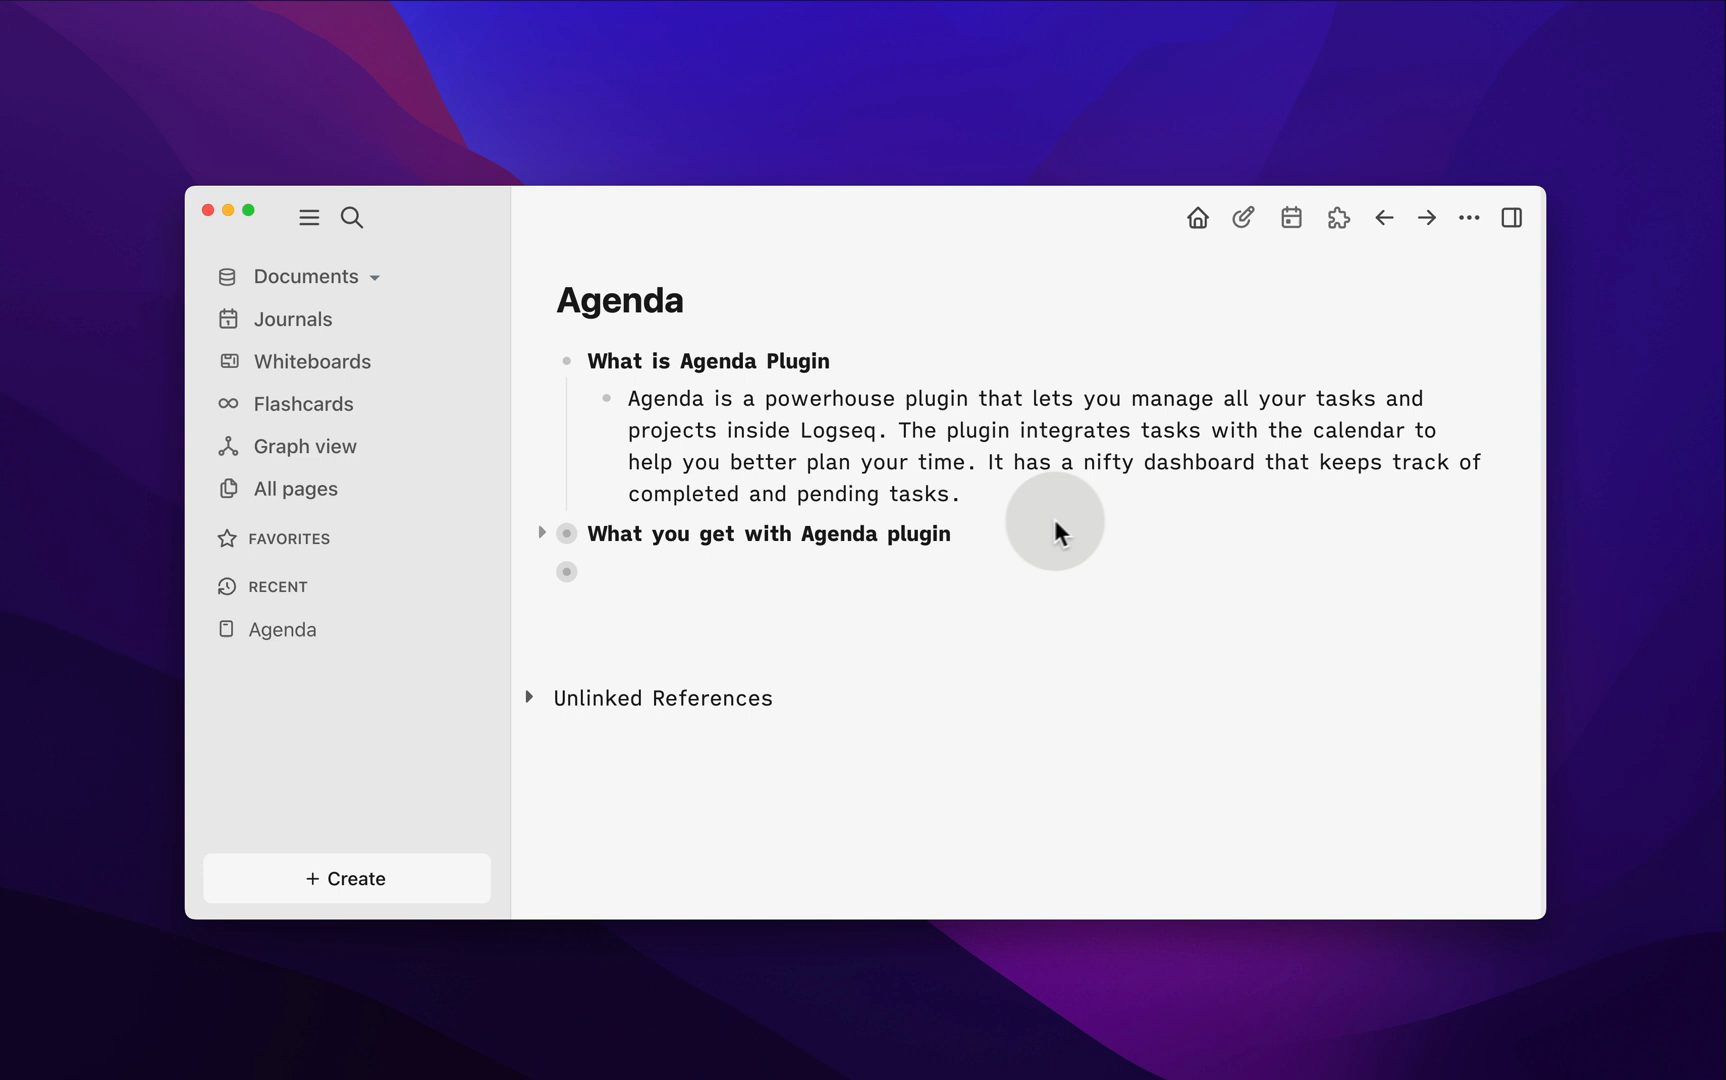 Documents
Journals
Whiteboards
Flashcards
Graph view
All pages
FAVORITES
RECENT
Agenda
+ Create
Agenda
What is Agenda Plugin
Agenda is a powerhouse plugin that lets you manage all your tasks and
projects inside Logseq. The plugin integrates tasks with the calendar to
help you better plan your time. It has a nifty dashboard that keeps track of
completed and pending tasks.
What you get with Agenda plugin
Unlinked References